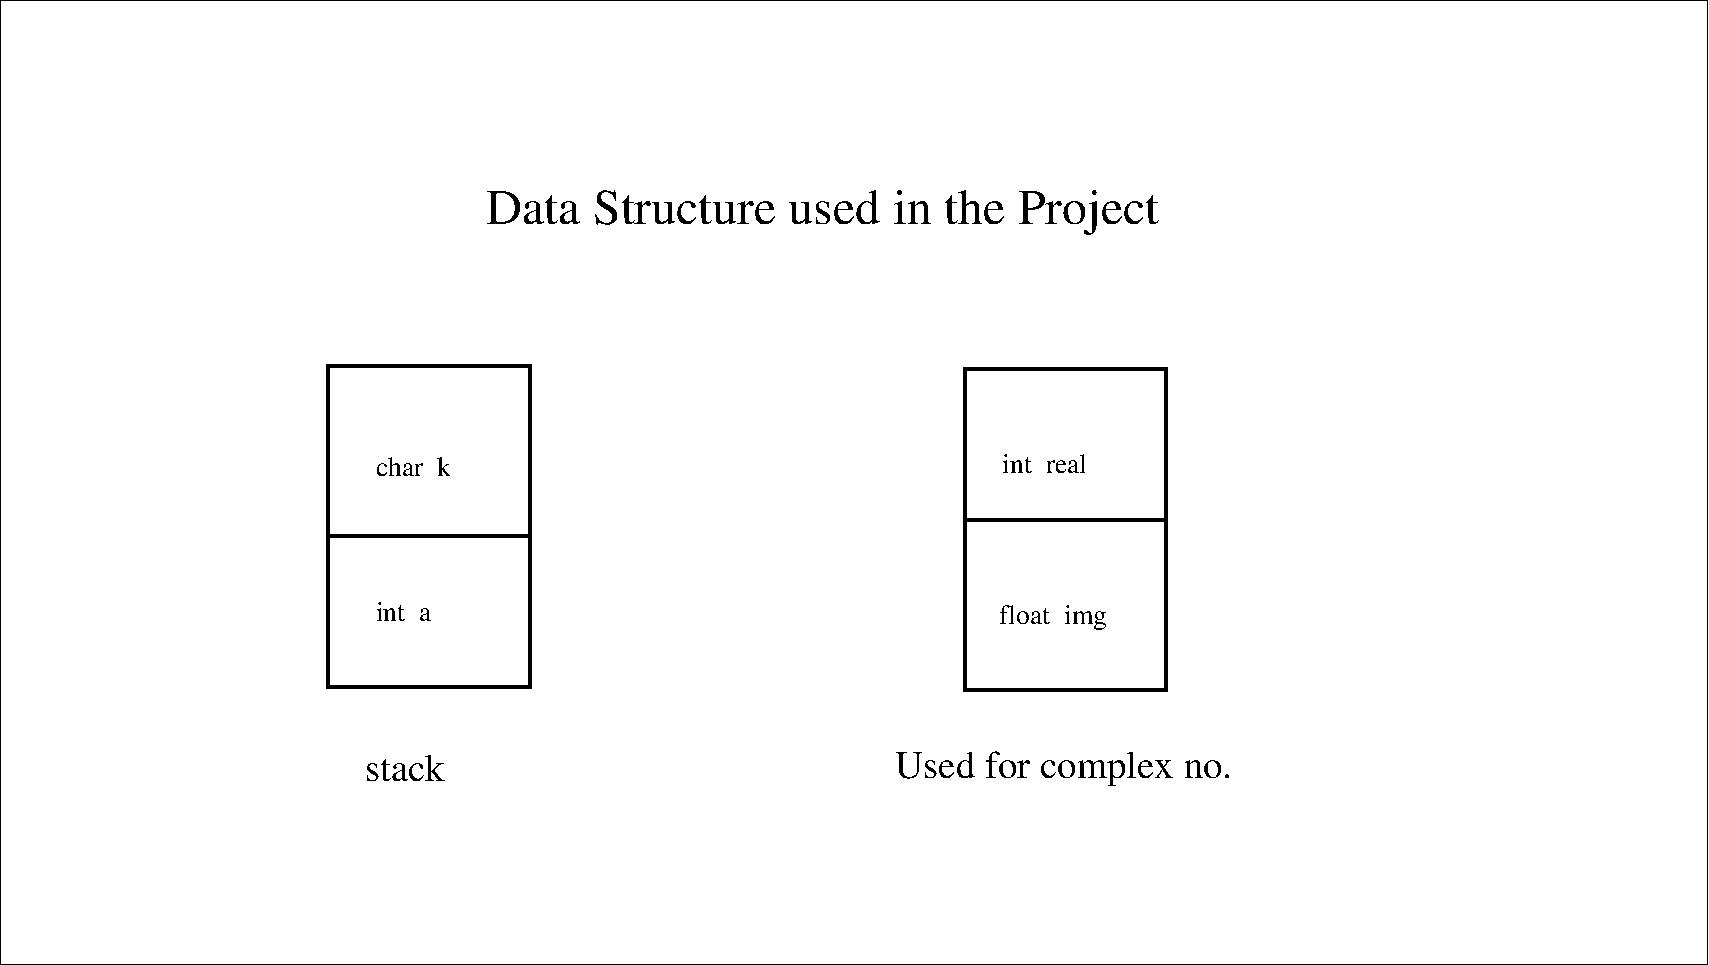 Data Structure used in the Project
char k
int real
int a
float img
stack
Used for complex no.